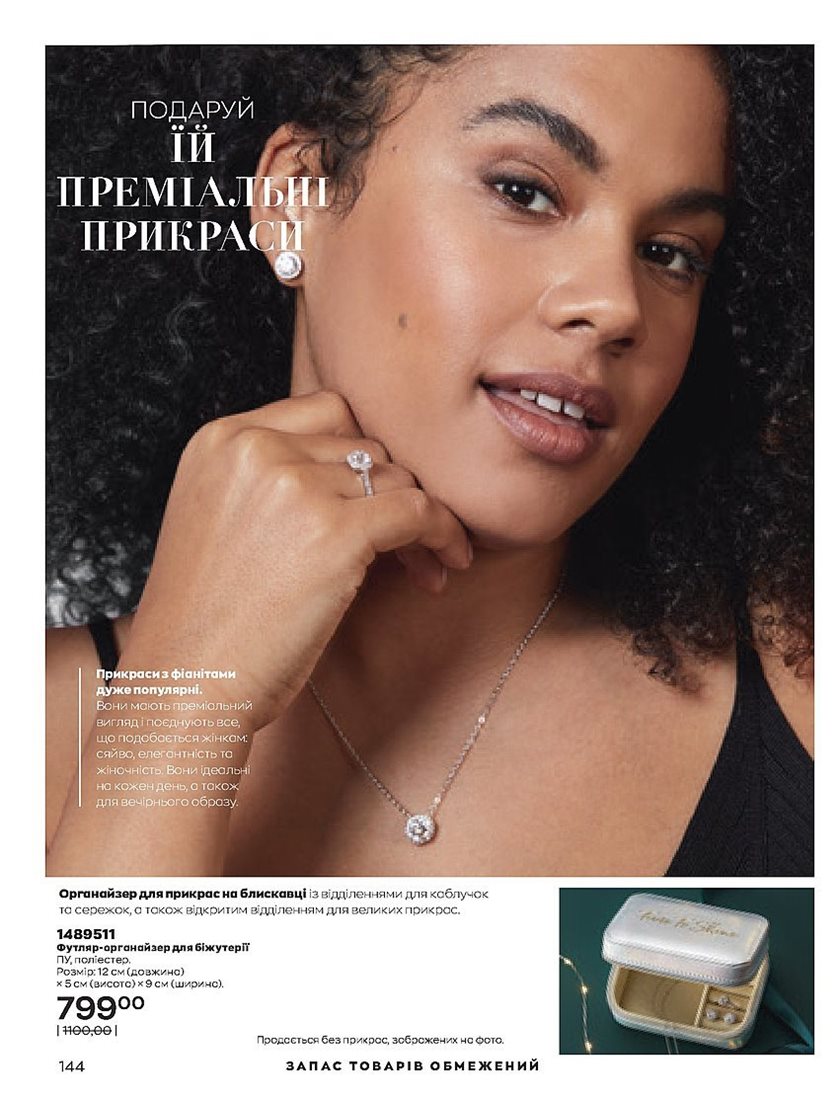 ПОДАРУЙ
ЇЙ
ПРЕМІАЛЬНІ
ПРИКРАСИ
Прикраси з фіанітами
дуже популярні.
Вони мають преміальний
вигляд і поєднують все,
що подобається жінкам:
сяйво, елегантність та
жіночність. Вони ідеальні
на кожен день, а також
для вечірнього образу.
Органайзер для прикрас на блискавці із відділеннями для каблучок
та сережок, а також відкритим відділенням для великих прикрас.
1489511
Футляр-органайзер для біжутерії
ПУ, поліестер.
Розмір: 12 см (довжина)
× 5 см (висота) × 9 см (ширина).
799⁰⁰
| 1100,00 |
Продається без прикрас, зображених на фото.
time to Shine
144
ЗАПАС ТОВАРІВ ОБМЕЖЕНИЙ